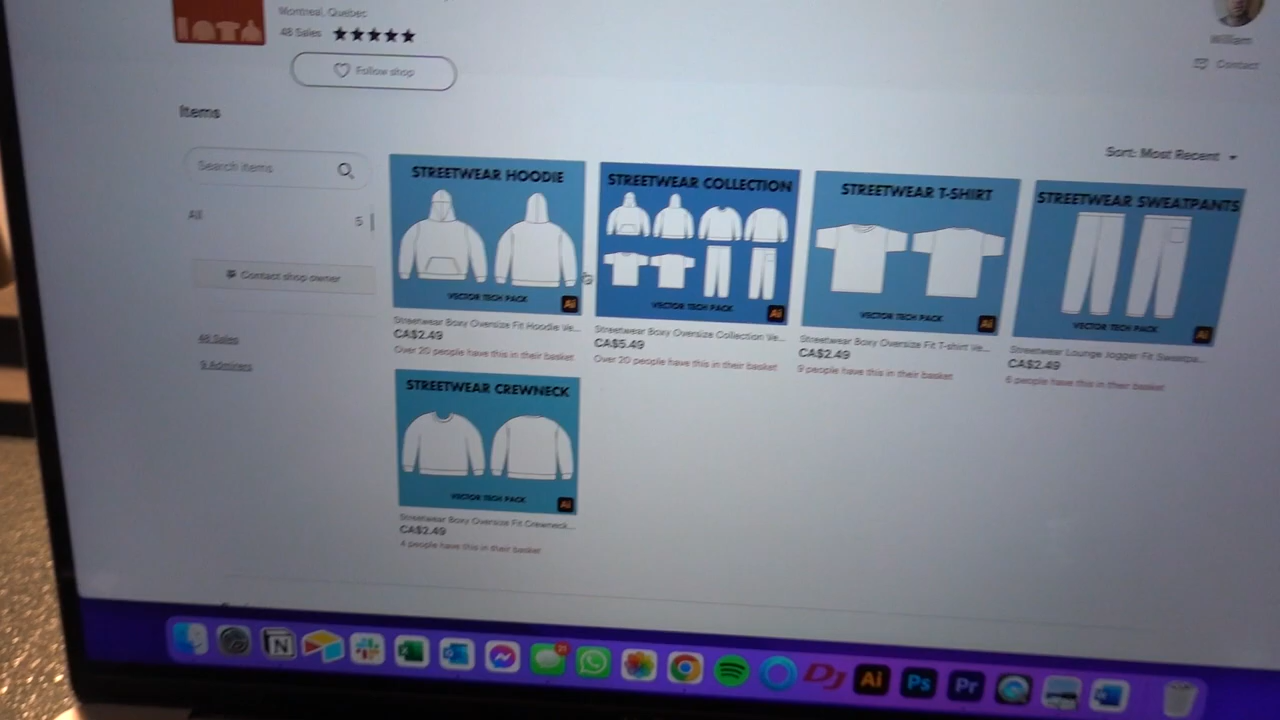 Montreal, Quebec
48 Sales
Follow shop
William
Contact
Items
Sort: Most Recent
Search items
All 5
Contact shop owner
48 Sales
9 Admirers
STREETWEAR HOODIE
VECTOR TECH PACK
Ai
Streetwear Boxy Oversize Fit Hoodie Ve...
CA$2.49
Over 20 people have this in their basket
STREETWEAR COLLECTION
VECTOR TECH PACK
Ai
Streetwear Boxy Oversize Collection Ve...
CA$5.49
Over 20 people have this in their basket
STREETWEAR T-SHIRT
VECTOR TECH PACK
Ai
Streetwear Boxy Oversize Fit T-shirt Ve...
CA$2.49
9 people have this in their basket
STREETWEAR SWEATPANTS
VECTOR TECH PACK
Ai
Streetwear Lounge Jogger Fit Sweatpa...
CA$2.49
6 people have this in their basket
STREETWEAR CREWNECK
VECTOR TECH PACK
Ai
Streetwear Boxy Oversize Fit Crewneck...
CA$2.49
4 people have this in their basket
21
DJ
Ai
Ps
Pr